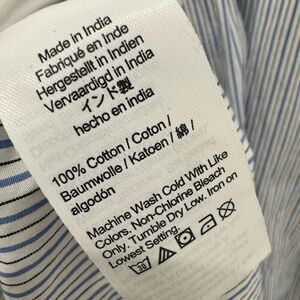 Made in India
Fabriqué en Inde
Hergestellt in Indien
Vervaardigd in India
インド製
hecho en india
100% Cotton / Coton /
Baumwolle / Katoen / 綿 /
algodón
Machine Wash Cold With Like
Colors. Non-Chlorine Bleach
Only. Tumble Dry Low. Iron on
Lowest Setting.
30